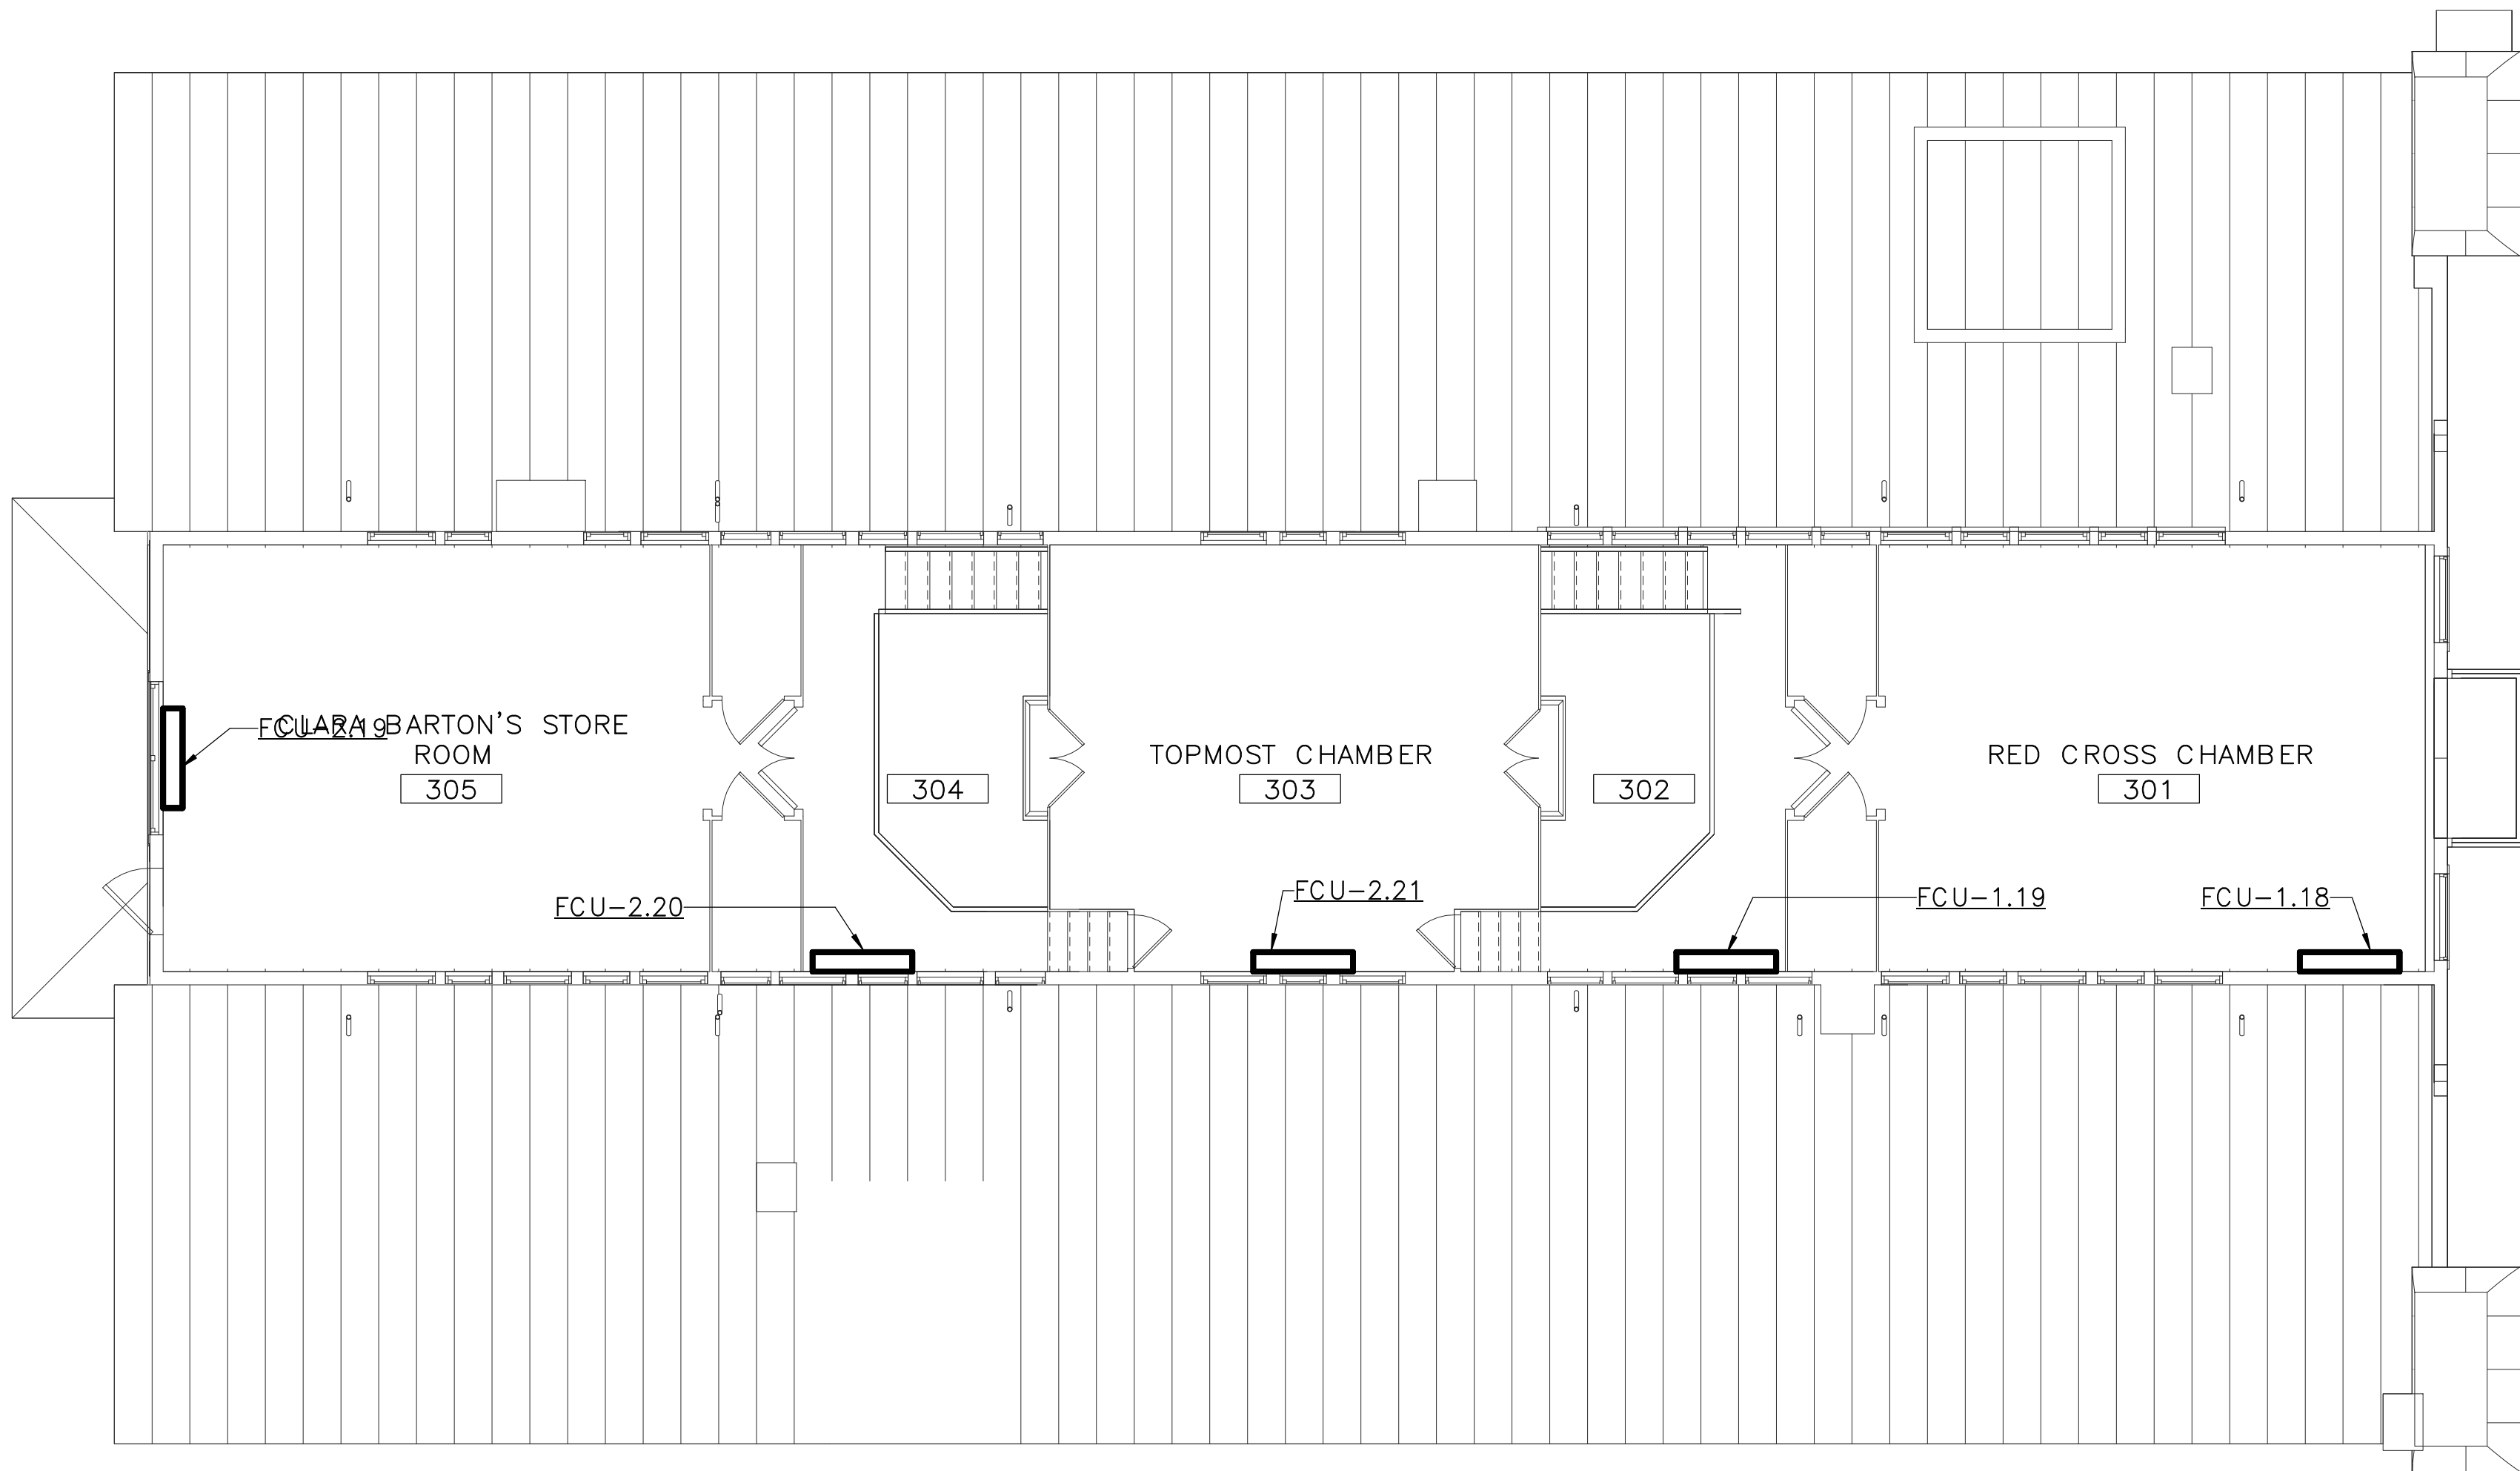 FCU-2.19
CLARA BARTON'S STORE
ROOM
305
304
TOPMOST CHAMBER
303
302
RED CROSS CHAMBER
301
FCU-2.20
FCU-2.21
FCU-1.19
FCU-1.18